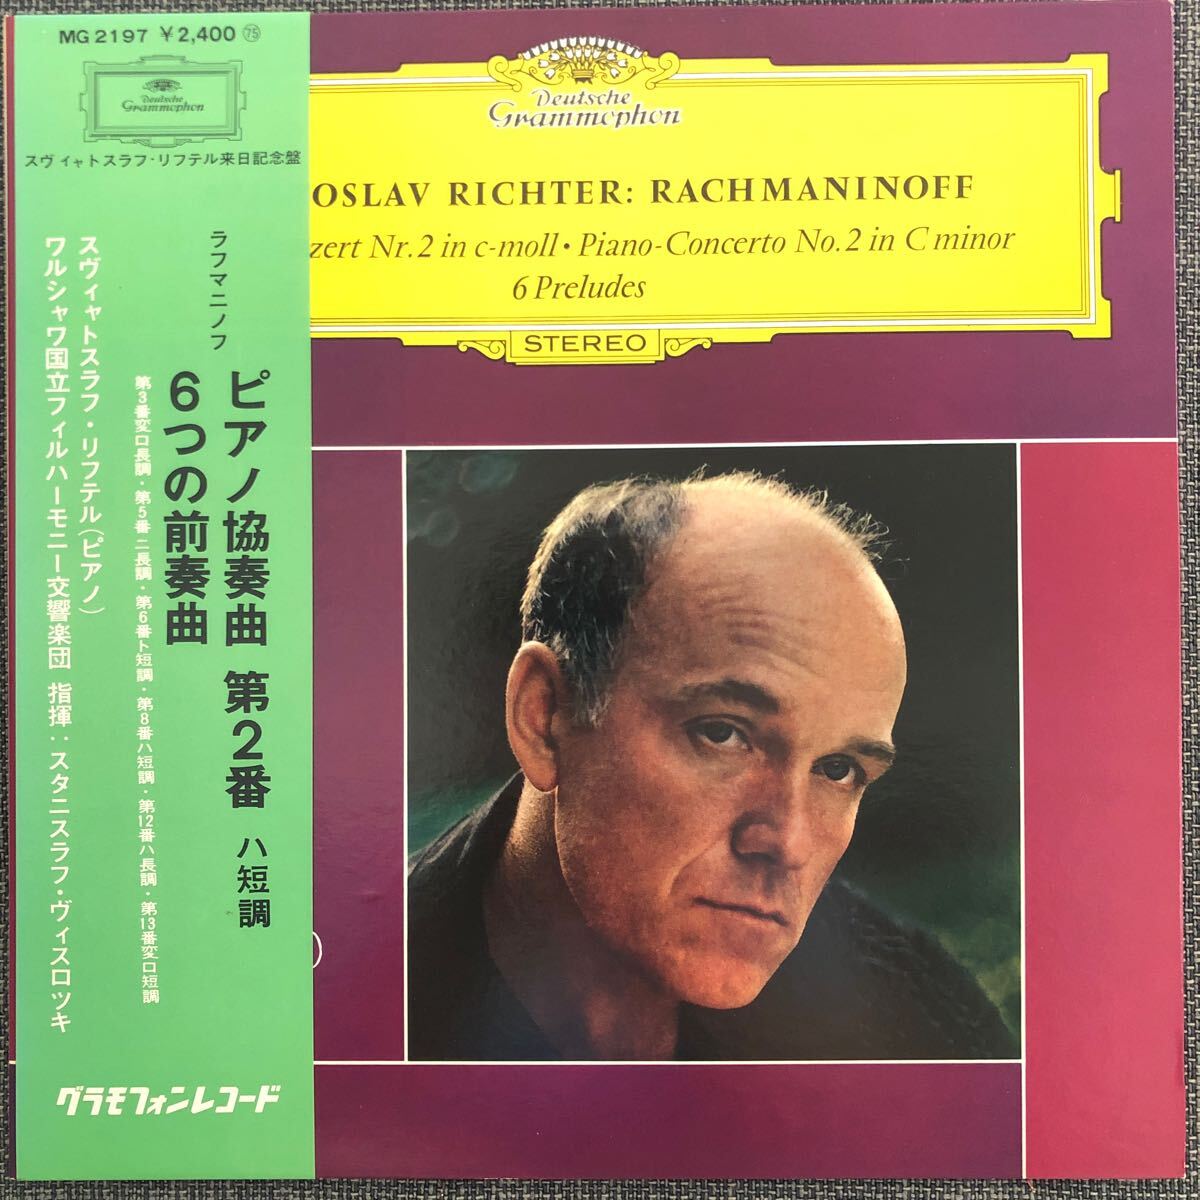 MG 2197 ¥2,400 ㊆㊄
Deutsche
Grammophon
スヴィャトスラフ・リフテル来日記念盤
ラフマニノフ
ピアノ協奏曲 第2番 ハ短調
6つの前奏曲
第3番変ロ長調・第5番ニ長調・第6番ト短調・第8番ハ短調・第12番ハ長調・第13番変ロ短調
スヴィャトスラフ・リフテル(ピアノ)
ワルシャワ国立フィルハーモニー交響楽団 指揮:スタニスラフ・ヴィスロツキ
グラモフォンレコード
Deutsche
Grammophon
OSLAV RICHTER: RACHMANINOFF
zert Nr. 2 in c-moll • Piano-Concerto No. 2 in C minor
6 Preludes
STEREO
)